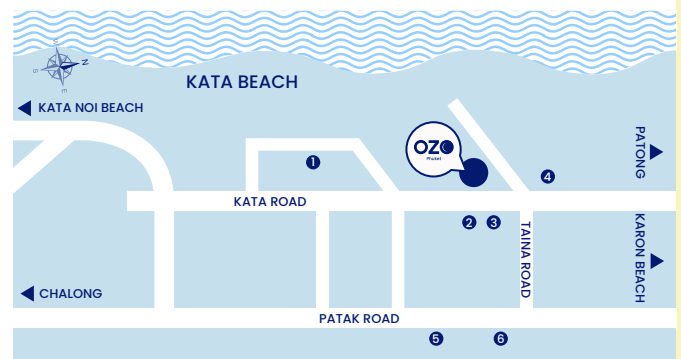 N
S
E
KATA BEACH
KATA NOI BEACH
OZO
Phuket
PATONG
1
4
KATA ROAD
2
3
TAINA ROAD
KARON BEACH
CHALONG
PATAK ROAD
5
6